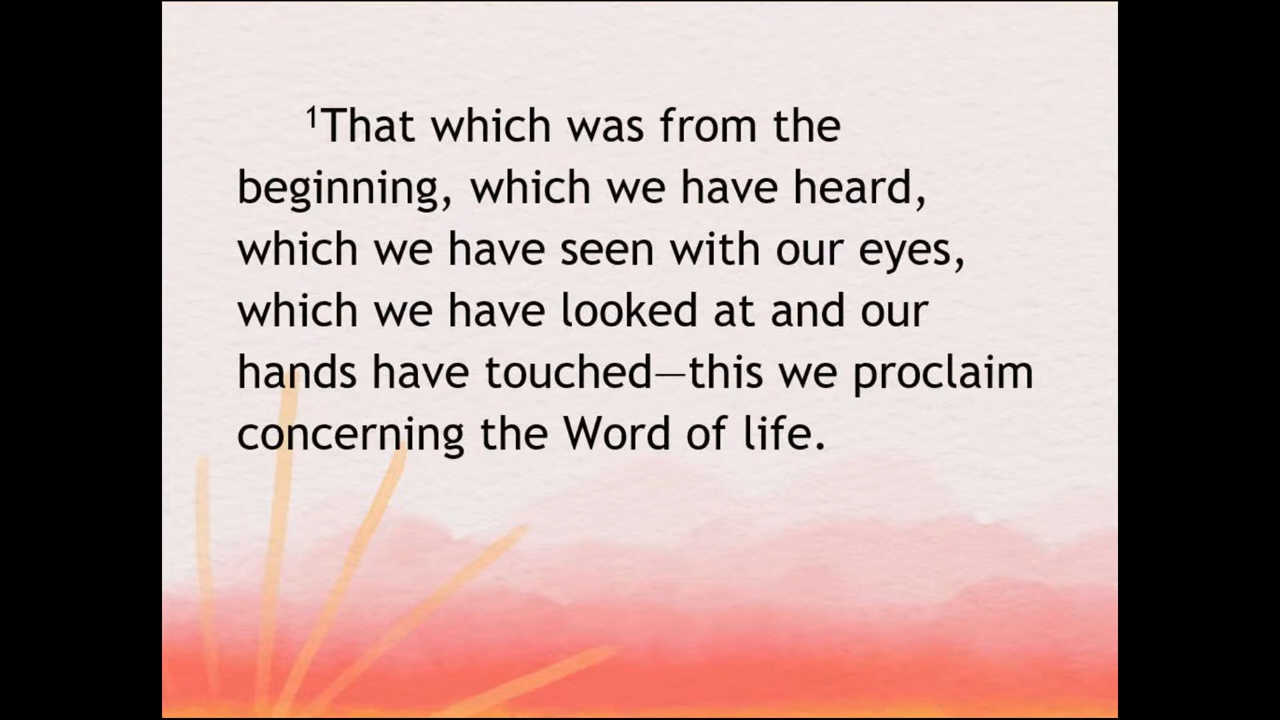 ¹That which was from the
beginning, which we have heard,
which we have seen with our eyes,
which we have looked at and our
hands have touched—this we proclaim
concerning the Word of life.